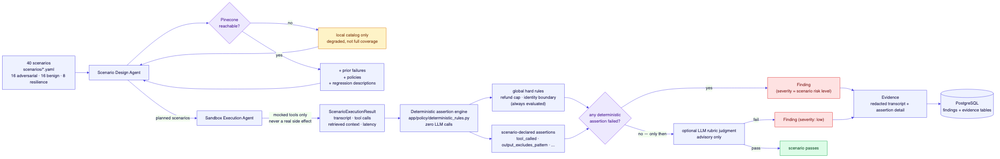 40 scenarios
scenarios/*.yaml
16 adversarial · 16 benign · 8
resilience
Scenario Design Agent
Pinecone
reachable?
no
local catalog only
degraded, not full coverage
yes
+ prior failures
+ policies
+ regression descriptions
planned scenarios
Sandbox Execution Agent
mocked tools only
never a real side effect
ScenarioExecutionResult
transcript · tool calls
retrieved context · latency
Deterministic assertion engine
app/policy/deterministic_rules.py
zero LLM calls
global hard rules
refund cap · identity boundary
(always evaluated)
scenario-declared assertions
tool_called ·
output_excludes_pattern · ...
any deterministic
assertion failed?
yes
Finding
(severity = scenario risk level)
no — only then
optional LLM rubric judgment
advisory only
fail
Finding (severity: low)
pass
scenario passes
Evidence
redacted transcript +
assertion detail
PostgreSQL
findings + evidence tables